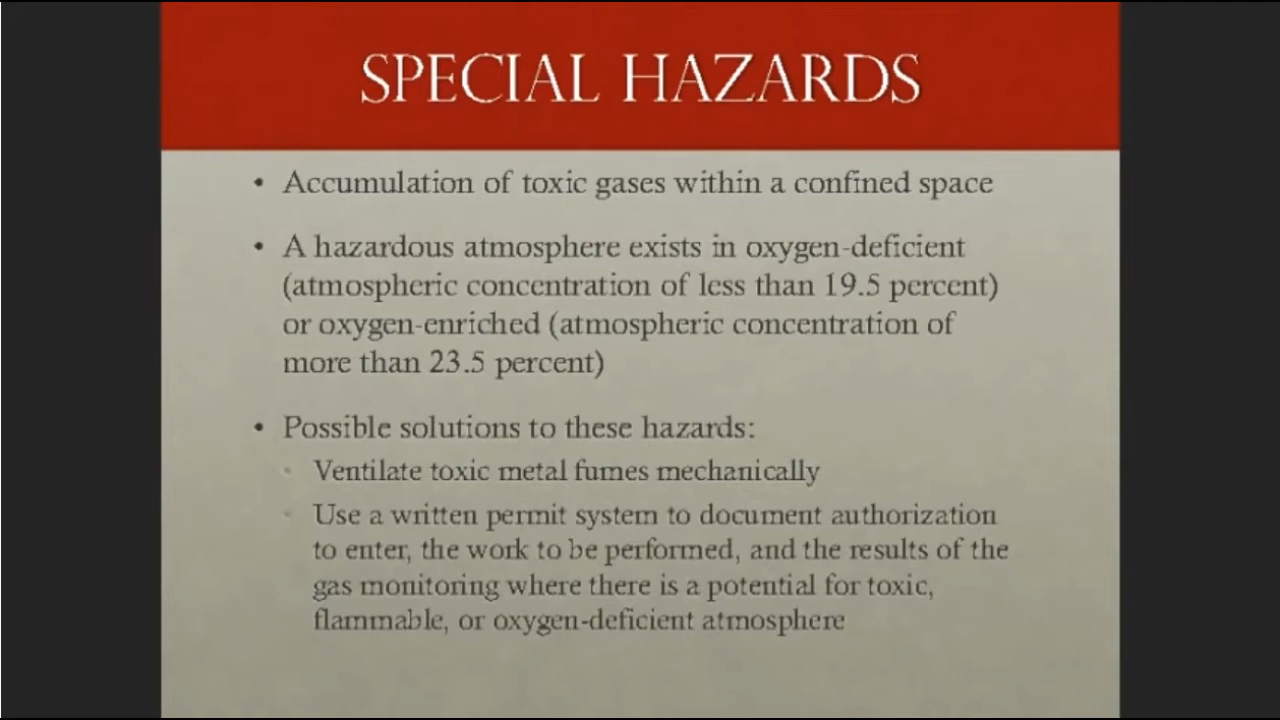 SPECIAL HAZARDS
• Accumulation of toxic gases within a confined space
• A hazardous atmosphere exists in oxygen-deficient
(atmospheric concentration of less than 19.5 percent)
or oxygen-enriched (atmospheric concentration of
more than 23.5 percent)
• Possible solutions to these hazards:
• Ventilate toxic metal fumes mechanically
• Use a written permit system to document authorization
to enter, the work to be performed, and the results of the
gas monitoring where there is a potential for toxic,
flammable, or oxygen-deficient atmosphere